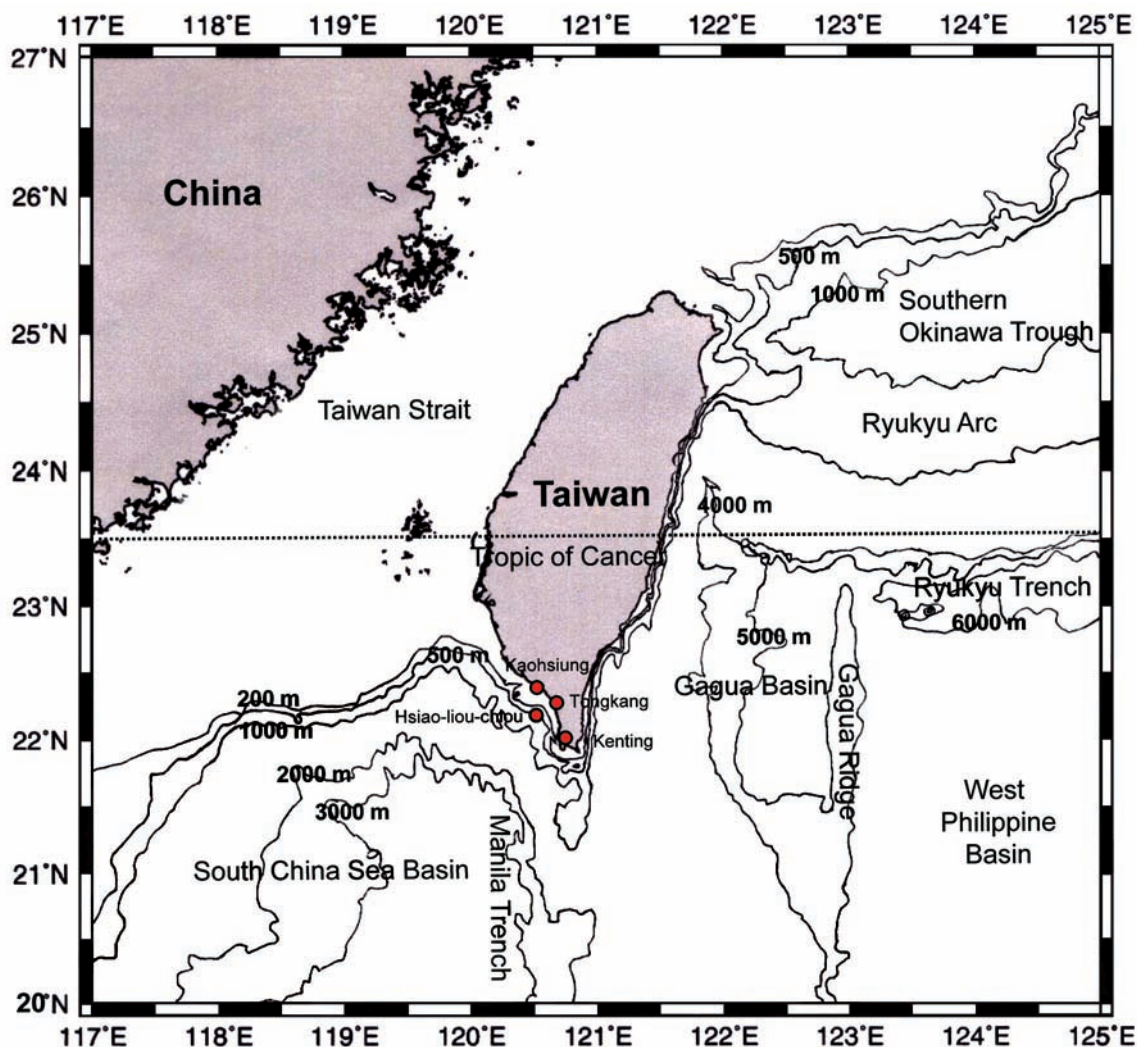 117°E 118°E 119°E 120°E 121°E 122°E 123°E 124°E 125°E
27°N
China
26°N
500 m
1000 m
Southern
Okinawa Trough
25°N
Taiwan Strait
Ryukyu Arc
24°N
Taiwan
4000 m
Tropic of Cancer
Ryukyu Trench
23°N
6000 m
5000 m
500 m
Kaohsiung
Gagua Basin
Gagua Ridge
200 m
Tongkang
Hsiao-liou-chiou
1000 m
Kenting
22°N
2000 m
3000 m
West
Philippine
Basin
Manila Trench
South China Sea Basin
21°N
20°N
117°E 118°E 119°E 120°E 121°E 122°E 123°E 124°E 125°E